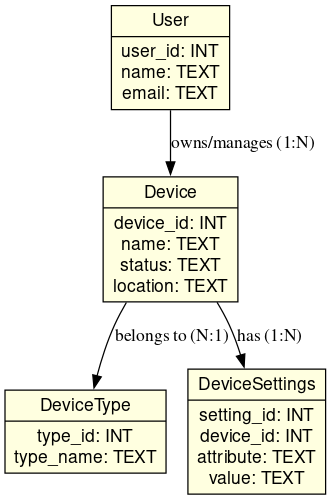 User
user_id: INT
name: TEXT
email: TEXT
owns/manages (1:N)
Device
device_id: INT
name: TEXT
status: TEXT
location: TEXT
belongs to (N:1)
has (1:N)
DeviceType
type_id: INT
type_name: TEXT
DeviceSettings
setting_id: INT
device_id: INT
attribute: TEXT
value: TEXT